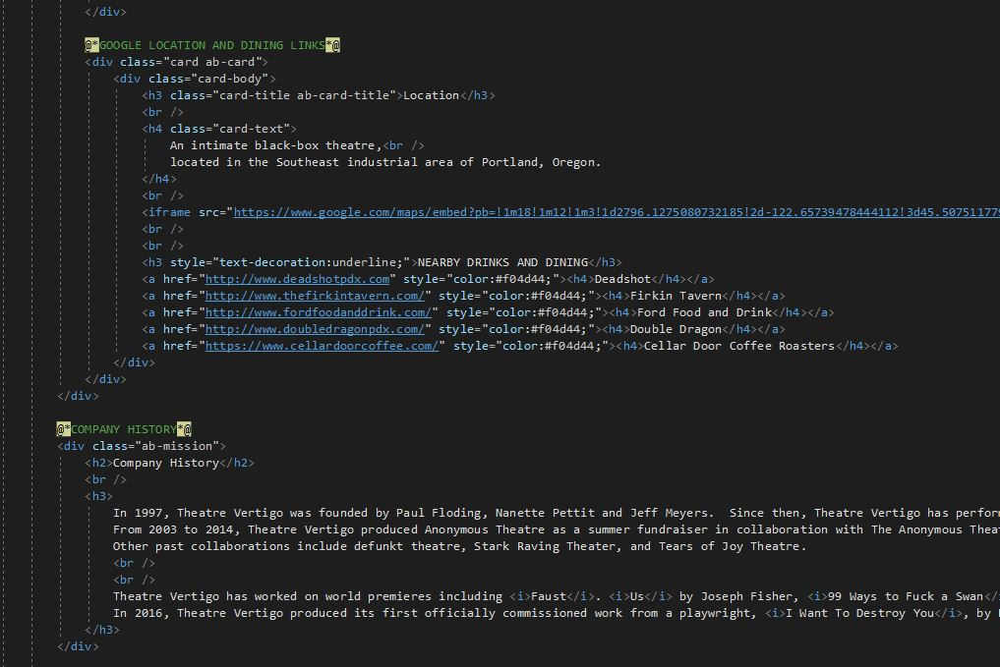 </div>
@*GOOGLE LOCATION AND DINING LINKS*@
<div class="card ab-card">
<div class="card-body">
<h3 class="card-title ab-card-title">Location</h3>
<br />
<h4 class="card-text">
An intimate black-box theatre,<br />
located in the Southeast industrial area of Portland, Oregon.
</h4>
<br />
<iframe src="https://www.google.com/maps/embed?pb=!1m18!1m12!1m3!1d2796.1275080732185!2d-122.65739478444112!3d45.507511779
<br />
<br />
<h3 style="text-decoration:underline;">NEARBY DRINKS AND DINING</h3>
<a href="http://www.deadshotpdx.com" style="color:#f04d44;"><h4>Deadshot</h4></a>
<a href="http://www.thefirkintavern.com/" style="color:#f04d44;"><h4>Firkin Tavern</h4></a>
<a href="http://www.fordfoodanddrink.com/" style="color:#f04d44;"><h4>Ford Food and Drink</h4></a>
<a href="http://www.doubledragonpdx.com/" style="color:#f04d44;"><h4>Double Dragon</h4></a>
<a href="https://www.cellardoorcoffee.com/" style="color:#f04d44;"><h4>Cellar Door Coffee Roasters</h4></a>
</div>
</div>
</div>
@*COMPANY HISTORY*@
<div class="ab-mission">
<h2>Company History</h2>
<br />
<h3>
In 1997, Theatre Vertigo was founded by Paul Floding, Nanette Pettit and Jeff Meyers.  Since then, Theatre Vertigo has perfor
From 2003 to 2014, Theatre Vertigo produced Anonymous Theatre as a summer fundraiser in collaboration with The Anonymous Thea
Other past collaborations include defunkt theatre, Stark Raving Theater, and Tears of Joy Theatre.
<br />
<br />
Theatre Vertigo has worked on world premieres including <i>Faust</i>. <i>Us</i> by Joseph Fisher, <i>99 Ways to Fuck a Swan</
In 2016, Theatre Vertigo produced its first officially commissioned work from a playwright, <i>I Want To Destroy You</i>, by
</h3>
</div>